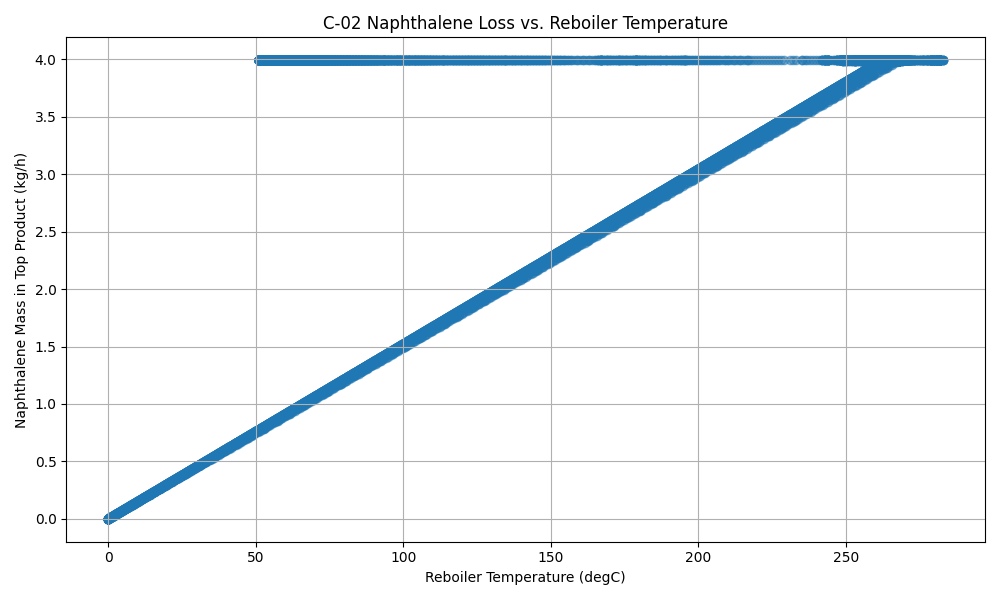 C-02 Naphthalene Loss vs. Reboiler Temperature
Naphthalene Mass in Top Product (kg/h)
4.0
3.5
3.0
2.5
2.0
1.5
1.0
0.5
0.0
0 50 100 150 200 250
Reboiler Temperature (degC)